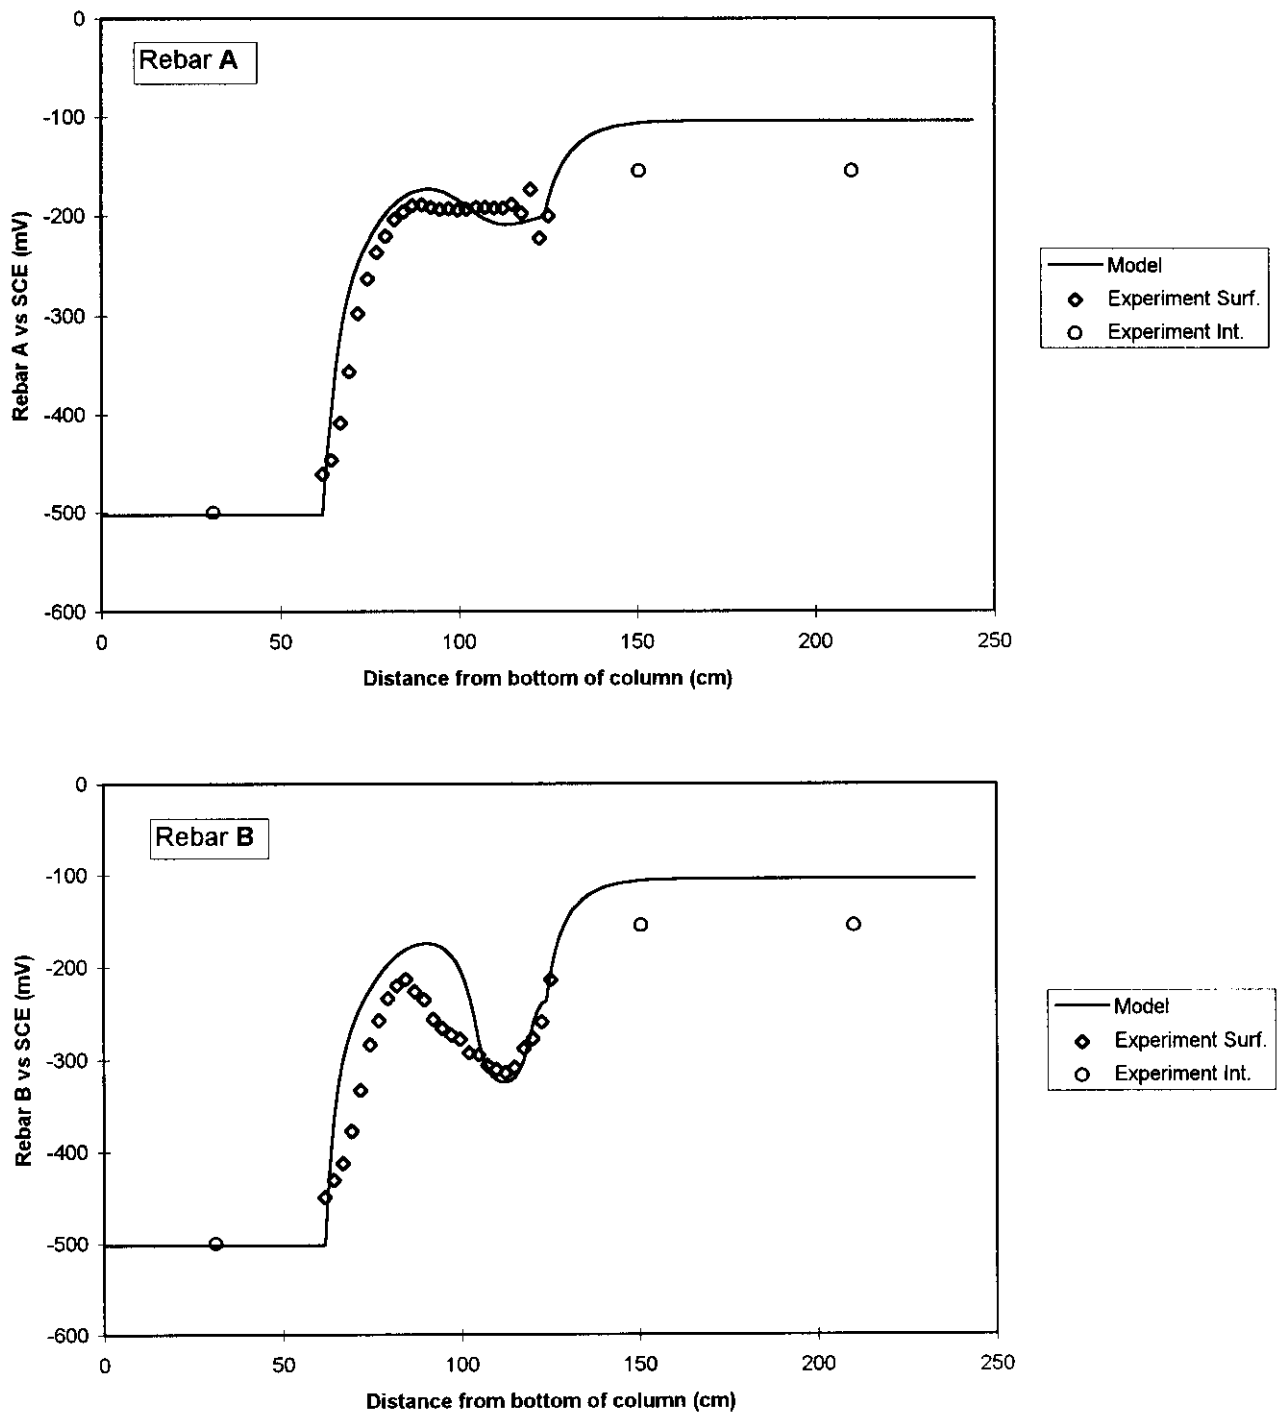 0
Rebar A
-100
-200
-300
-400
-500
-600
Rebar A vs SCE (mV)
0 50 100 150 200 250
Distance from bottom of column (cm)
Model
Experiment Surf.
Experiment Int.
0
Rebar B
-100
-200
-300
-400
-500
-600
Rebar B vs SCE (mV)
0 50 100 150 200 250
Distance from bottom of column (cm)
Model
Experiment Surf.
Experiment Int.